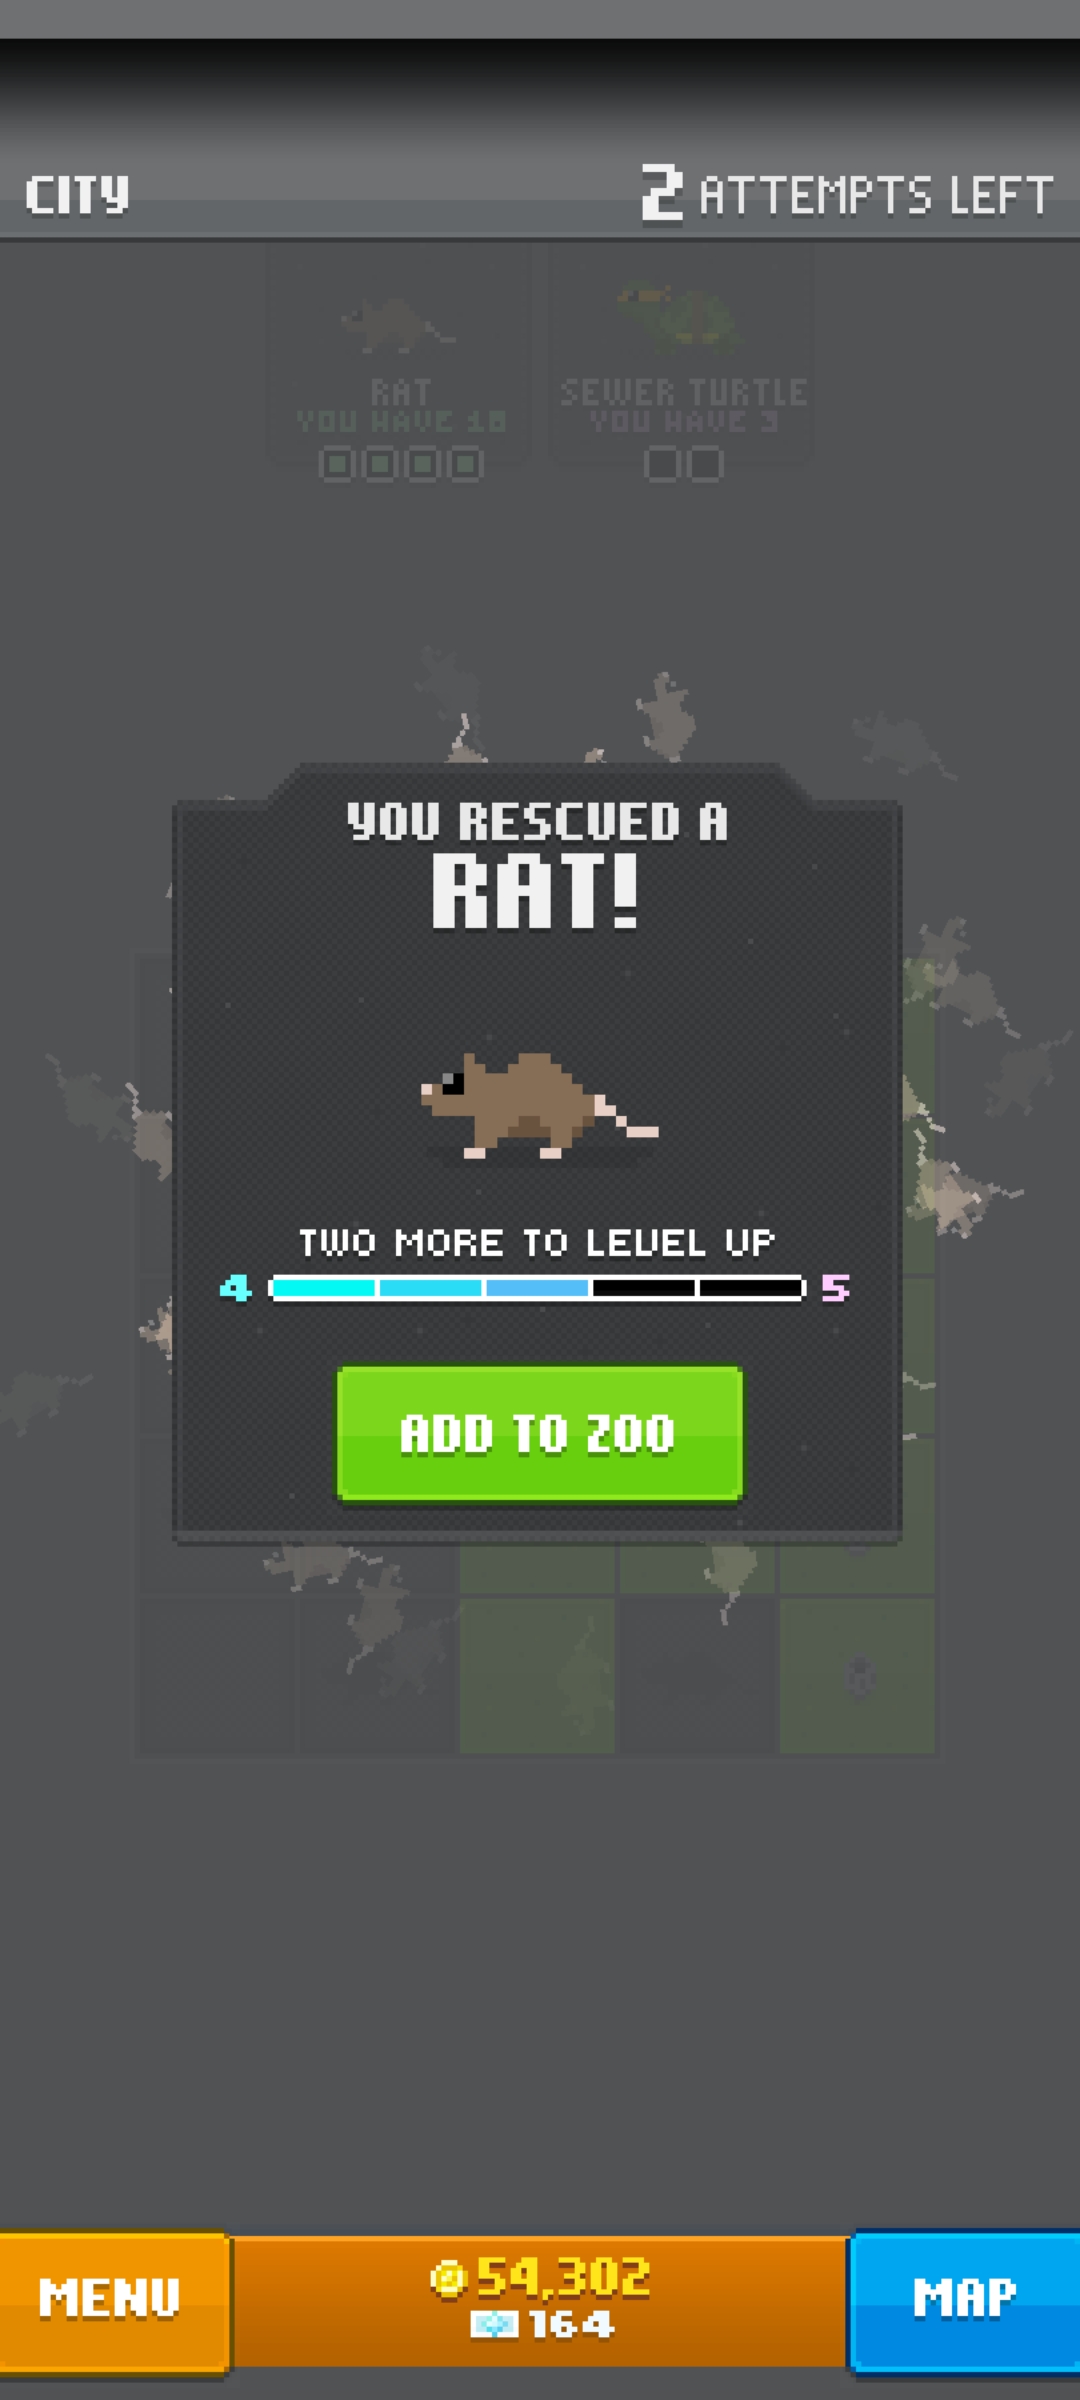 CITY
2 ATTEMPTS LEFT
RAT
YOU HAVE 18
SEWER TURTLE
YOU HAVE 3
YOU RESCUED A
RAT!
TWO MORE TO LEVEL UP
4
5
ADD TO ZOO
MENU
54,302
164
MAP